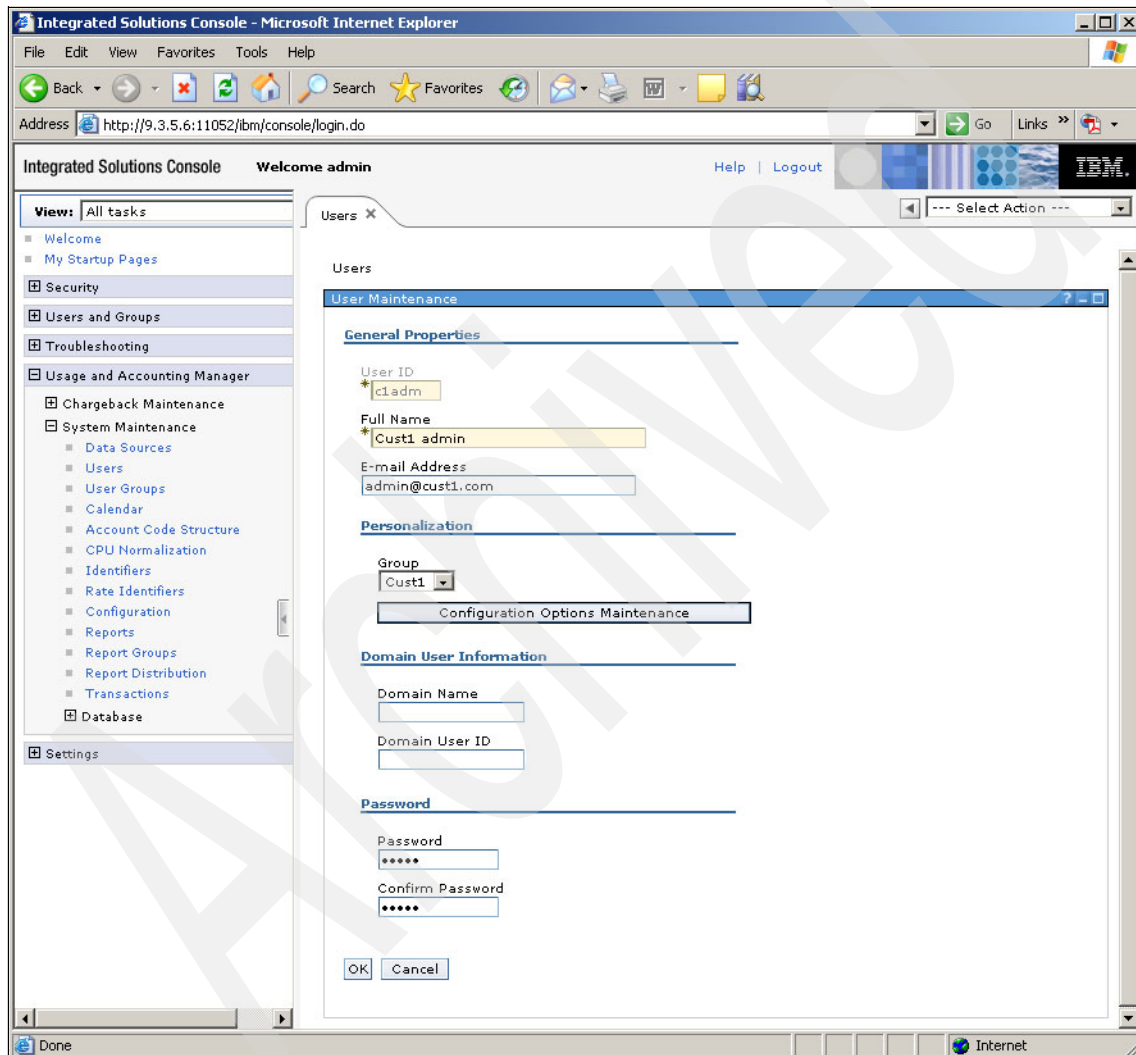 Integrated Solutions Console - Microsoft Internet Explorer
File Edit View Favorites Tools Help
Back Search Favorites
Address http://9.3.5.6:11052/ibm/console/login.do Go Links »
Integrated Solutions Console Welcome admin Help | Logout IBM.
View: All tasks
Users
--- Select Action ---
Welcome
My Startup Pages
Security
Users and Groups
Troubleshooting
Usage and Accounting Manager
Chargeback Maintenance
System Maintenance
Data Sources
Users
User Groups
Calendar
Account Code Structure
CPU Normalization
Identifiers
Rate Identifiers
Configuration
Reports
Report Groups
Report Distribution
Transactions
Database
Settings
Users
User Maintenance
General Properties
User ID
*c1adm
Full Name
*Cust1 admin
E-mail Address
admin@cust1.com
Personalization
Group
Cust1
Configuration Options Maintenance
Domain User Information
Domain Name
Domain User ID
Password
Password
•••••
Confirm Password
•••••
OK Cancel
Done Internet
Archived